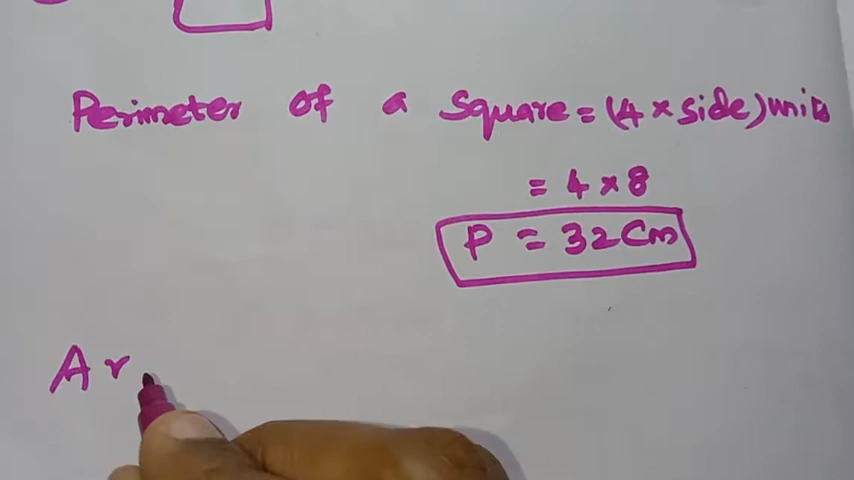 Perimeter of a square = (4 × side) units
= 4 × 8
P = 32 Cm
Ar